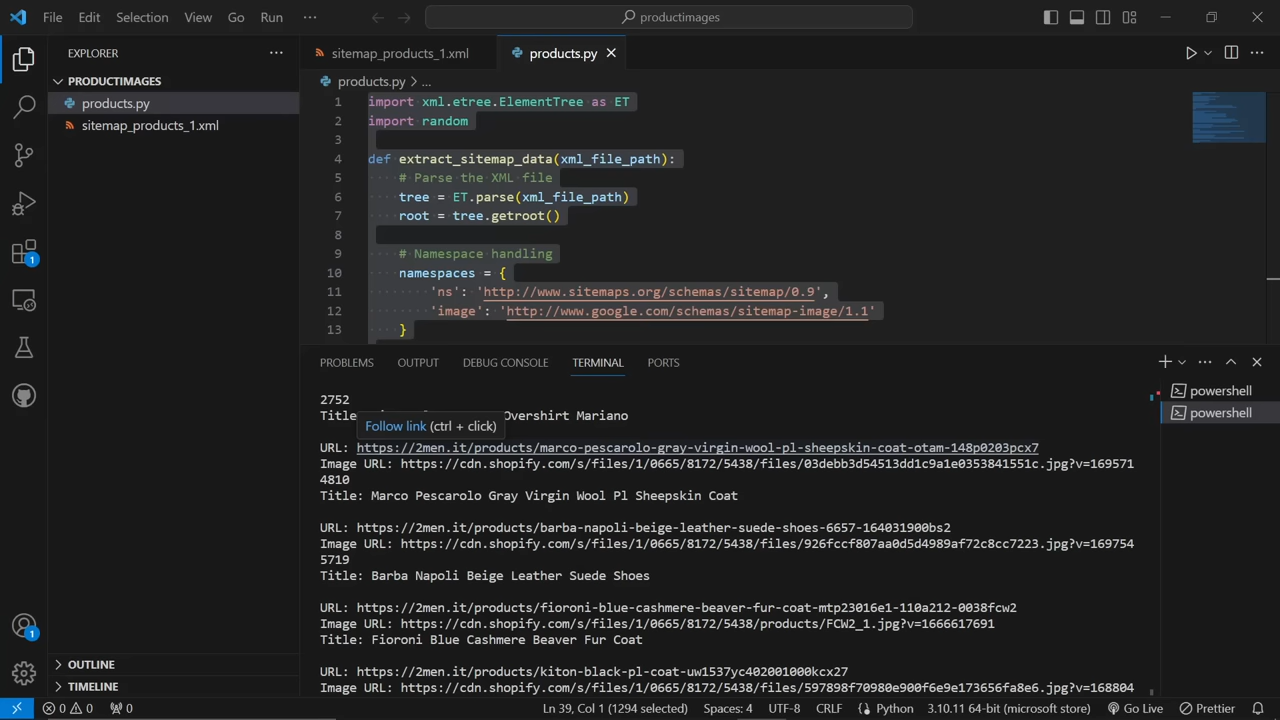 File Edit Selection View Go Run ··· productimages
EXPLORER ···
PRODUCTIMAGES
products.py
sitemap_products_1.xml
OUTLINE
TIMELINE
1
1
sitemap_products_1.xml products.py
products.py > ...
1 import xml.etree.ElementTree as ET
2 import random
3
4 def extract_sitemap_data(xml_file_path):
5 # Parse the XML file
6 tree = ET.parse(xml_file_path)
7 root = tree.getroot()
8
9 # Namespace handling
10 namespaces = {
11 'ns': 'http://www.sitemaps.org/schemas/sitemap/0.9',
12 'image': 'http://www.google.com/schemas/sitemap-image/1.1'
13 }
PROBLEMS OUTPUT DEBUG CONSOLE TERMINAL PORTS
powershell
powershell
2752
Title Overshirt Mariano
Follow link (ctrl + click)
URL: https://2men.it/products/marco-pescarolo-gray-virgin-wool-pl-sheepskin-coat-otam-148p0203pcx7
Image URL: https://cdn.shopify.com/s/files/1/0665/8172/5438/files/03debb3d54513dd1c9a1e0353841551c.jpg?v=169571
4810
Title: Marco Pescarolo Gray Virgin Wool Pl Sheepskin Coat
URL: https://2men.it/products/barba-napoli-beige-leather-suede-shoes-6657-164031900bs2
Image URL: https://cdn.shopify.com/s/files/1/0665/8172/5438/files/926fccf807aa0d5d4989af72c8cc7223.jpg?v=169754
5719
Title: Barba Napoli Beige Leather Suede Shoes
URL: https://2men.it/products/fioroni-blue-cashmere-beaver-fur-coat-mtp23016e1-110a212-0038fcw2
Image URL: https://cdn.shopify.com/s/files/1/0665/8172/5438/products/FCW2_1.jpg?v=1666617691
Title: Fioroni Blue Cashmere Beaver Fur Coat
URL: https://2men.it/products/kiton-black-pl-coat-uw1537yc402001000kcx27
Image URL: https://cdn.shopify.com/s/files/1/0665/8172/5438/files/597898f70980e900f6e9e173656fa8e6.jpg?v=168804
0 0 0 Ln 39, Col 1 (1294 selected) Spaces: 4 UTF-8 CRLF Python 3.10.11 64-bit (microsoft store) Go Live Prettier